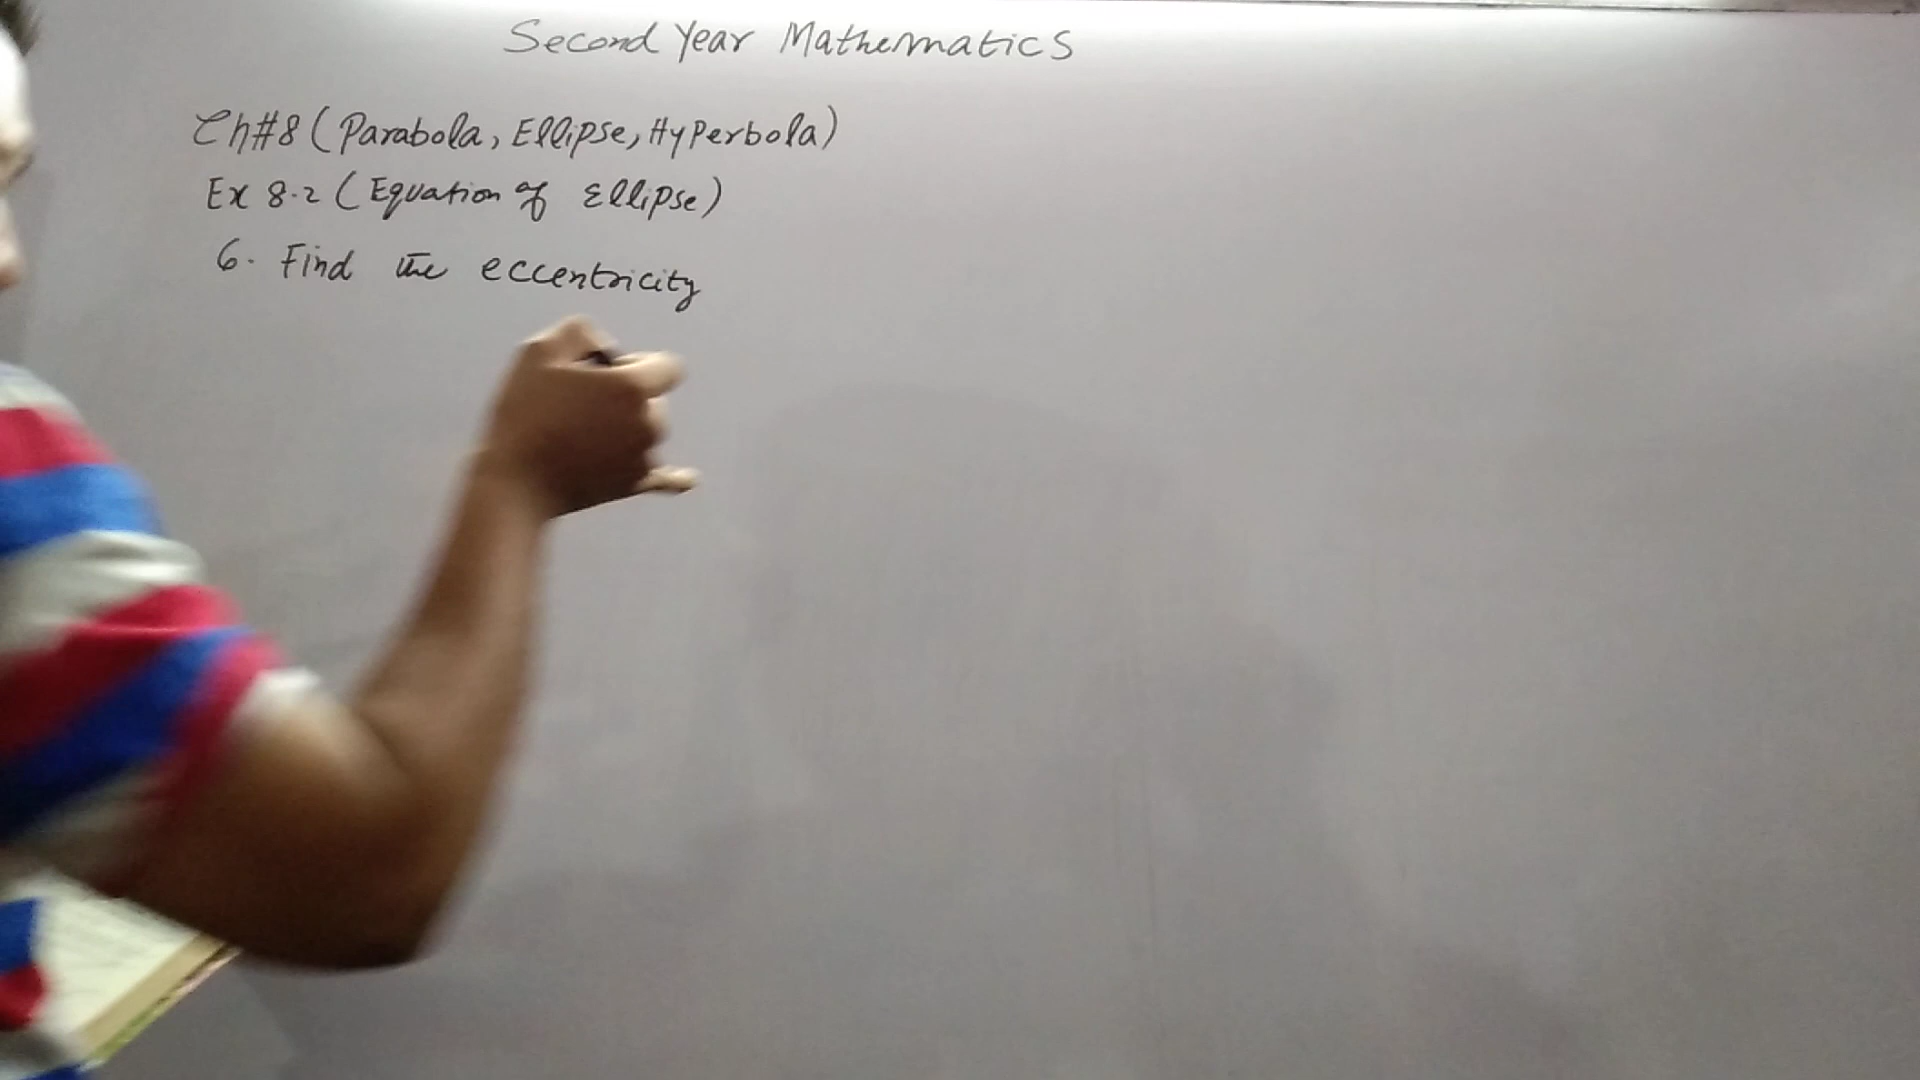 Second Year Mathematics
Ch#8 (Parabola, Ellipse, HyPerbola)
Ex 8.2 (Equation of Ellipse)
6. Find the eccentricity